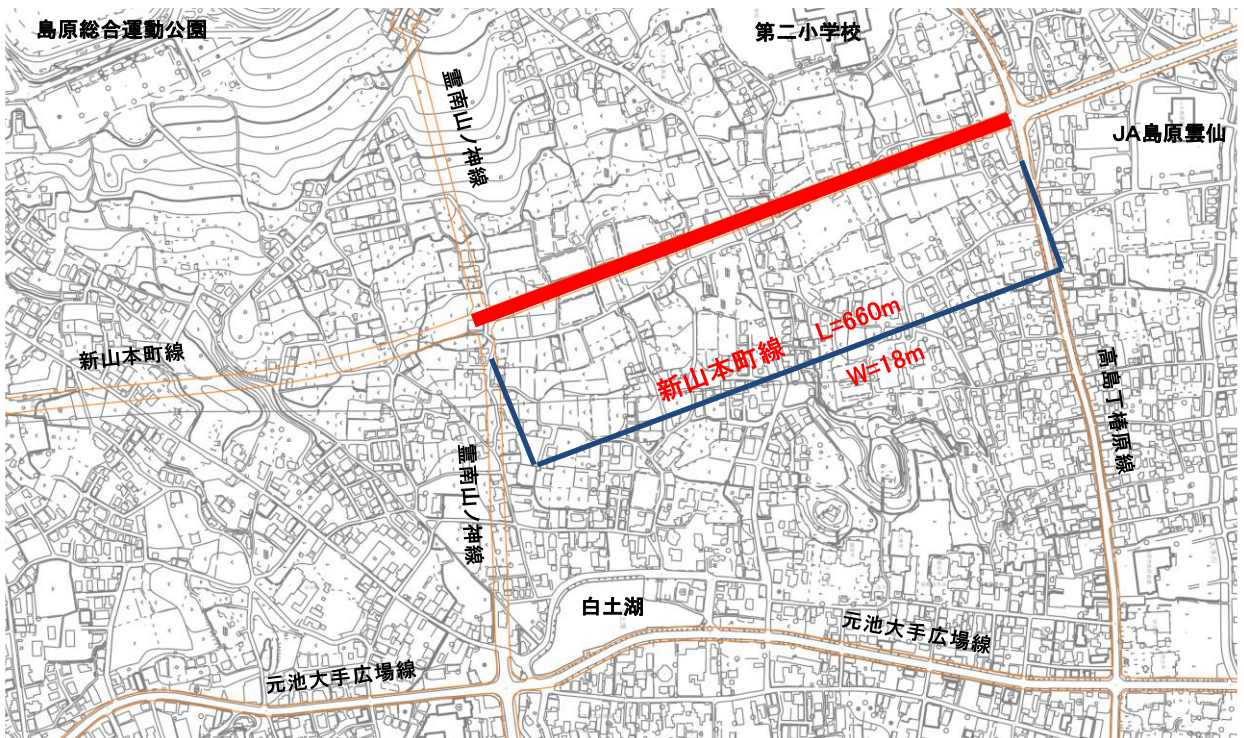 島原総合運動公園
第二小学校
霊南山ノ神線
JA島原雲仙
新山本町線
新山本町線
L=660m
W=18m
高島丁椿原線
霊南山ノ神線
白土湖
元池大手広場線
元池大手広場線